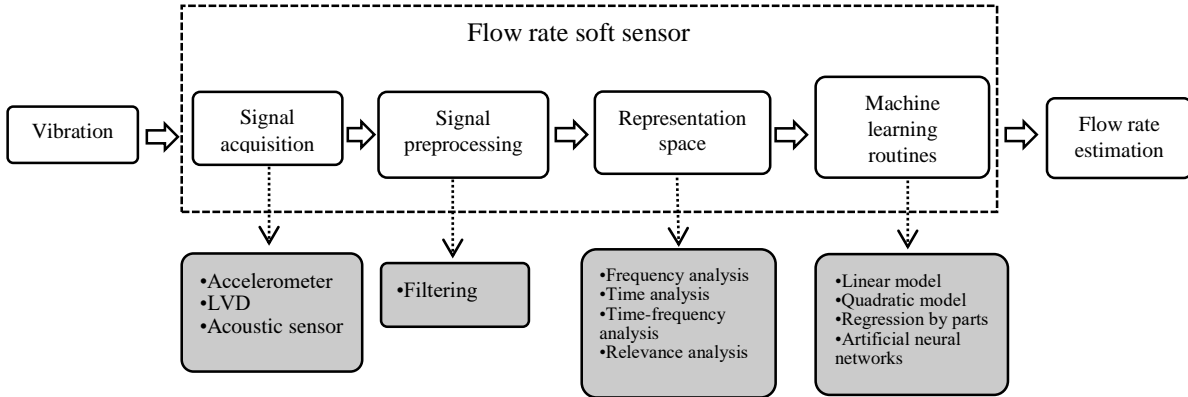 Flow rate soft sensor
Vibration
Signal
acquisition
Signal
preprocessing
Representation
space
Machine
learning
routines
Flow rate
estimation
•Accelerometer
•LVD
•Acoustic sensor
•Filtering
•Frequency analysis
•Time analysis
•Time-frequency
analysis
•Relevance analysis
•Linear model
•Quadratic model
•Regression by parts
•Artificial neural
networks